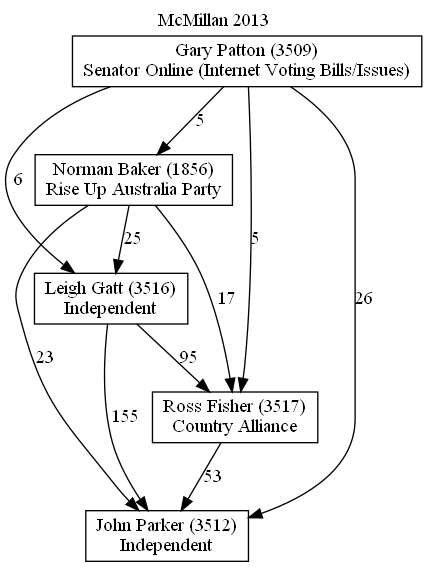 McMillan 2013
Gary Patton (3509)
Senator Online (Internet Voting Bills/Issues)
5
Norman Baker (1856)
Rise Up Australia Party
6
25
5
Leigh Gatt (3516)
Independent
17
26
23
95
Ross Fisher (3517)
Country Alliance
155
53
John Parker (3512)
Independent